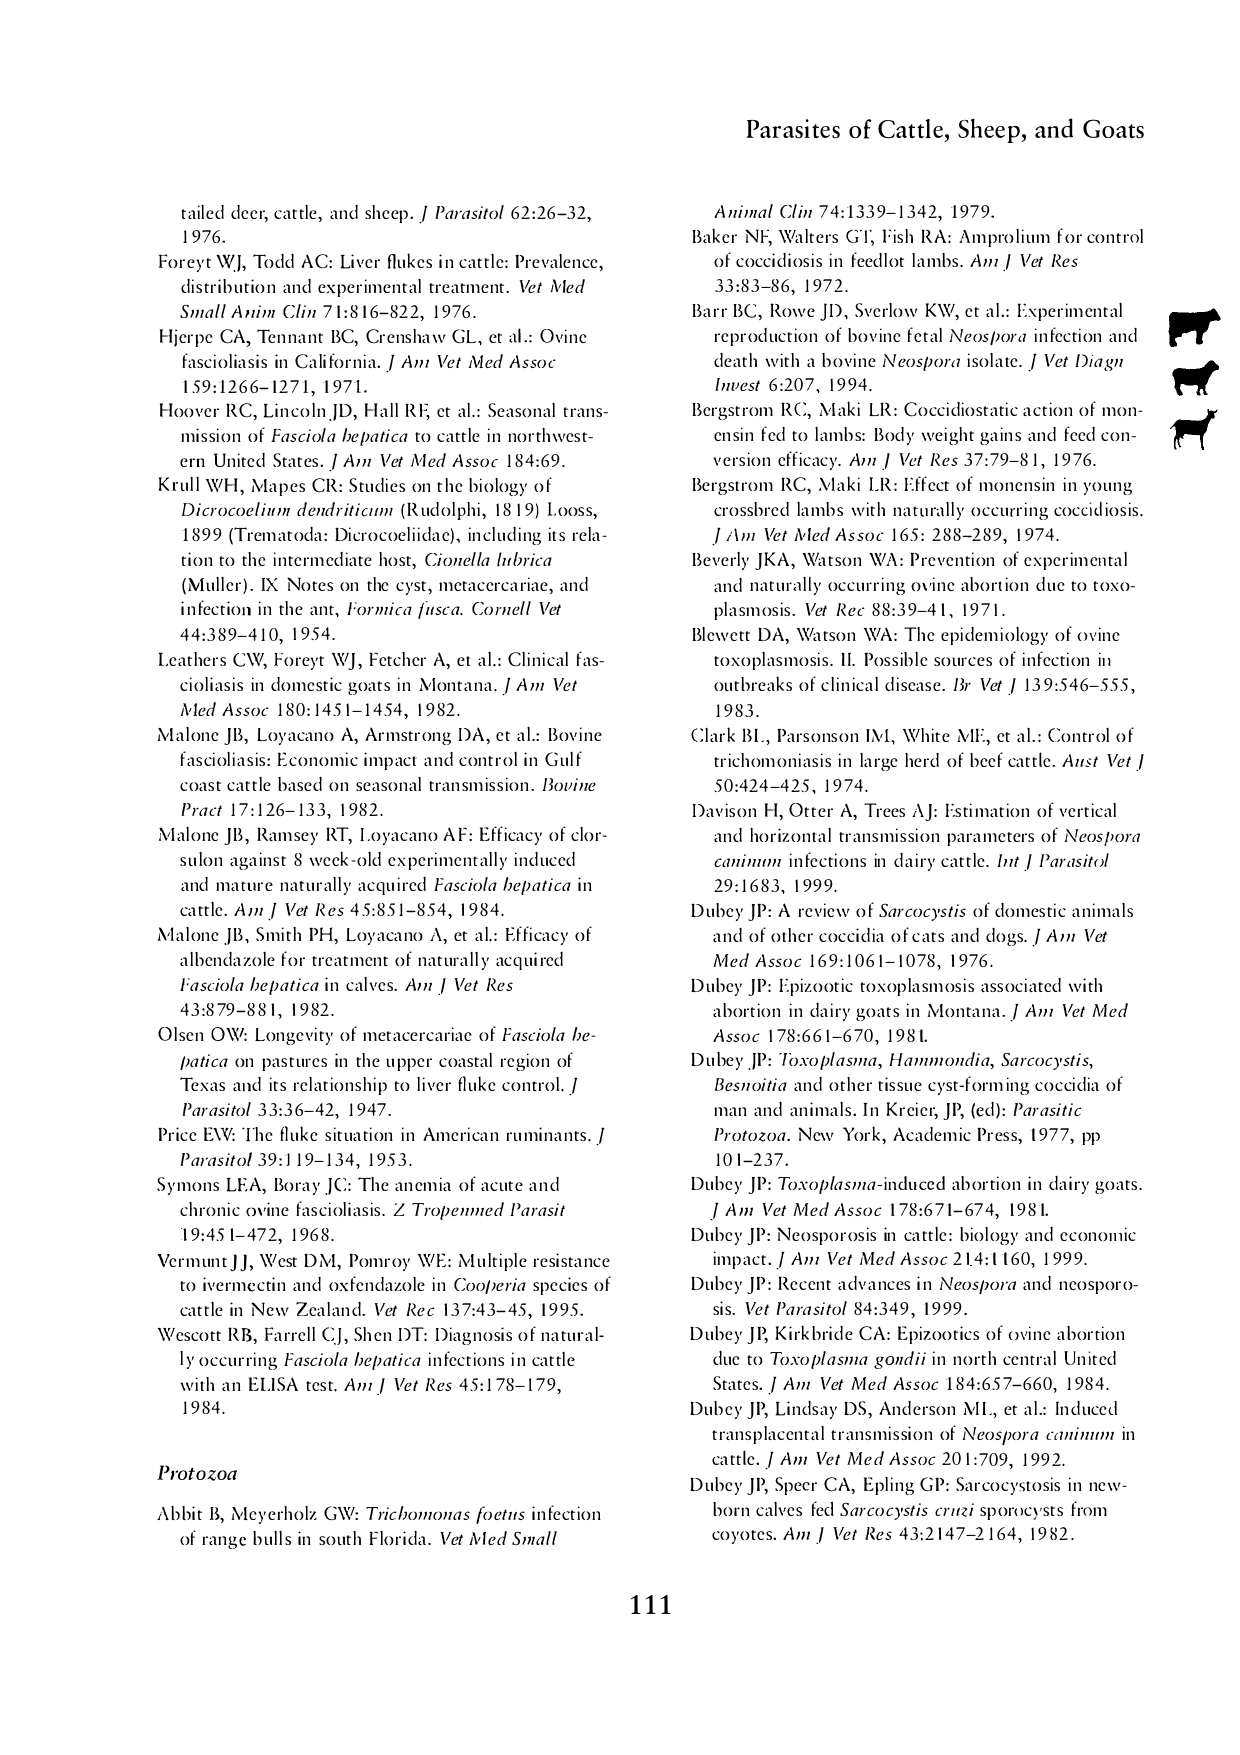 Parasites of Cattle, Sheep, and Goats
tailed deer, cattle, and sheep. J Parasitol 62:26–32,
1976.
Foreyt WJ, Todd AC: Liver flukes in cattle: Prevalence,
distribution and experimental treatment. Vet Med
Small Anim Clin 71:816–822, 1976.
Hjerpe CA, Tennant BC, Crenshaw GL, et al.: Ovine
fascioliasis in California. J Am Vet Med Assoc
159:1266–1271, 1971.
Hoover RC, Lincoln JD, Hall RF, et al.: Seasonal trans-
mission of Fasciola hepatica to cattle in northwest-
ern United States. J Am Vet Med Assoc 184:69.
Krull WH, Mapes CR: Studies on the biology of
Dicrocoelium dendriticum (Rudolphi, 1819) Looss,
1899 (Trematoda: Dicrocoeliidae), including its rela-
tion to the intermediate host, Cionella lubrica
(Muller). IX Notes on the cyst, metacercariae, and
infection in the ant, Formica fusca. Cornell Vet
44:389–410, 1954.
Leathers CW, Foreyt WJ, Fetcher A, et al.: Clinical fas-
cioliasis in domestic goats in Montana. J Am Vet
Med Assoc 180:1451–1454, 1982.
Malone JB, Loyacano A, Armstrong DA, et al.: Bovine
fascioliasis: Economic impact and control in Gulf
coast cattle based on seasonal transmission. Bovine
Pract 17:126–133, 1982.
Malone JB, Ramsey RT, Loyacano AF: Efficacy of clor-
sulon against 8 week-old experimentally induced
and mature naturally acquired Fasciola hepatica in
cattle. Am J Vet Res 45:851–854, 1984.
Malone JB, Smith PH, Loyacano A, et al.: Efficacy of
albendazole for treatment of naturally acquired
Fasciola hepatica in calves. Am J Vet Res
43:879–881, 1982.
Olsen OW: Longevity of metacercariae of Fasciola he-
patica on pastures in the upper coastal region of
Texas and its relationship to liver fluke control. J
Parasitol 33:36–42, 1947.
Price EW: The fluke situation in American ruminants. J
Parasitol 39:119–134, 1953.
Symons LEA, Boray JC: The anemia of acute and
chronic ovine fascioliasis. Z Tropenmed Parasit
19:451–472, 1968.
Vermunt JJ, West DM, Pomroy WE: Multiple resistance
to ivermectin and oxfendazole in Cooperia species of
cattle in New Zealand. Vet Rec 137:43–45, 1995.
Wescott RB, Farrell CJ, Shen DT: Diagnosis of natural-
ly occurring Fasciola hepatica infections in cattle
with an ELISA test. Am J Vet Res 45:178–179,
1984.
Protozoa
Abbit B, Meyerholz GW: Trichomonas foetus infection
of range bulls in south Florida. Vet Med Small
Animal Clin 74:1339–1342, 1979.
Baker NF, Walters GT, Fish RA: Amprolium for control
of coccidiosis in feedlot lambs. Am J Vet Res
33:83–86, 1972.
Barr BC, Rowe JD, Sverlow KW, et al.: Experimental
reproduction of bovine fetal Neospora infection and
death with a bovine Neospora isolate. J Vet Diagn
Invest 6:207, 1994.
Bergstrom RC, Maki LR: Coccidiostatic action of mon-
ensin fed to lambs: Body weight gains and feed con-
version efficacy. Am J Vet Res 37:79–81, 1976.
Bergstrom RC, Maki LR: Effect of monensin in young
crossbred lambs with naturally occurring coccidiosis.
J Am Vet Med Assoc 165: 288–289, 1974.
Beverly JKA, Watson WA: Prevention of experimental
and naturally occurring ovine abortion due to toxo-
plasmosis. Vet Rec 88:39–41, 1971.
Blewett DA, Watson WA: The epidemiology of ovine
toxoplasmosis. II. Possible sources of infection in
outbreaks of clinical disease. Br Vet J 139:546–555,
1983.
Clark BL, Parsonson IM, White ME, et al.: Control of
trichomoniasis in large herd of beef cattle. Aust Vet J
50:424–425, 1974.
Davison H, Otter A, Trees AJ: Estimation of vertical
and horizontal transmission parameters of Neospora
caninum infections in dairy cattle. Int J Parasitol
29:1683, 1999.
Dubey JP: A review of Sarcocystis of domestic animals
and of other coccidia of cats and dogs. J Am Vet
Med Assoc 169:1061–1078, 1976.
Dubey JP: Epizootic toxoplasmosis associated with
abortion in dairy goats in Montana. J Am Vet Med
Assoc 178:661–670, 1981.
Dubey JP: Toxoplasma, Hammondia, Sarcocystis,
Besnoitia and other tissue cyst-forming coccidia of
man and animals. In Kreier, JP, (ed): Parasitic
Protozoa. New York, Academic Press, 1977, pp
101–237.
Dubey JP: Toxoplasma-induced abortion in dairy goats.
J Am Vet Med Assoc 178:671–674, 1981.
Dubey JP: Neosporosis in cattle: biology and economic
impact. J Am Vet Med Assoc 214:1160, 1999.
Dubey JP: Recent advances in Neospora and neosporo-
sis. Vet Parasitol 84:349, 1999.
Dubey JP, Kirkbride CA: Epizootics of ovine abortion
due to Toxoplasma gondii in north central United
States. J Am Vet Med Assoc 184:657–660, 1984.
Dubey JP, Lindsay DS, Anderson ML, et al.: Induced
transplacental transmission of Neospora caninum in
cattle. J Am Vet Med Assoc 201:709, 1992.
Dubey JP, Speer CA, Epling GP: Sarcocystosis in new-
born calves fed Sarcocystis cruzi sporocysts from
coyotes. Am J Vet Res 43:2147–2164, 1982.
111